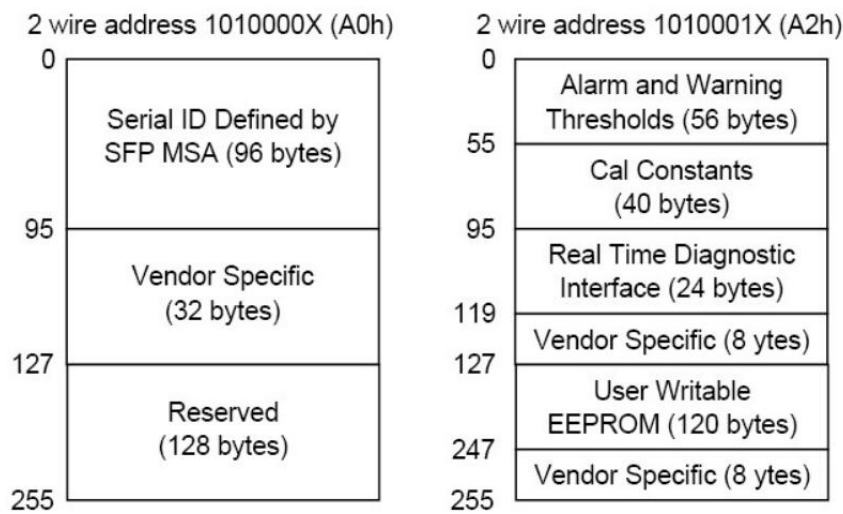 2 wire address 1010000X (A0h)
0
Serial ID Defined by
SFP MSA (96 bytes)
95
Vendor Specific
(32 bytes)
127
Reserved
(128 bytes)
255
2 wire address 1010001X (A2h)
0
Alarm and Warning
Thresholds (56 bytes)
55
Cal Constants
(40 bytes)
95
Real Time Diagnostic
Interface (24 bytes)
119
Vendor Specific (8 ytes)
127
User Writable
EEPROM (120 bytes)
247
Vendor Specific (8 ytes)
255